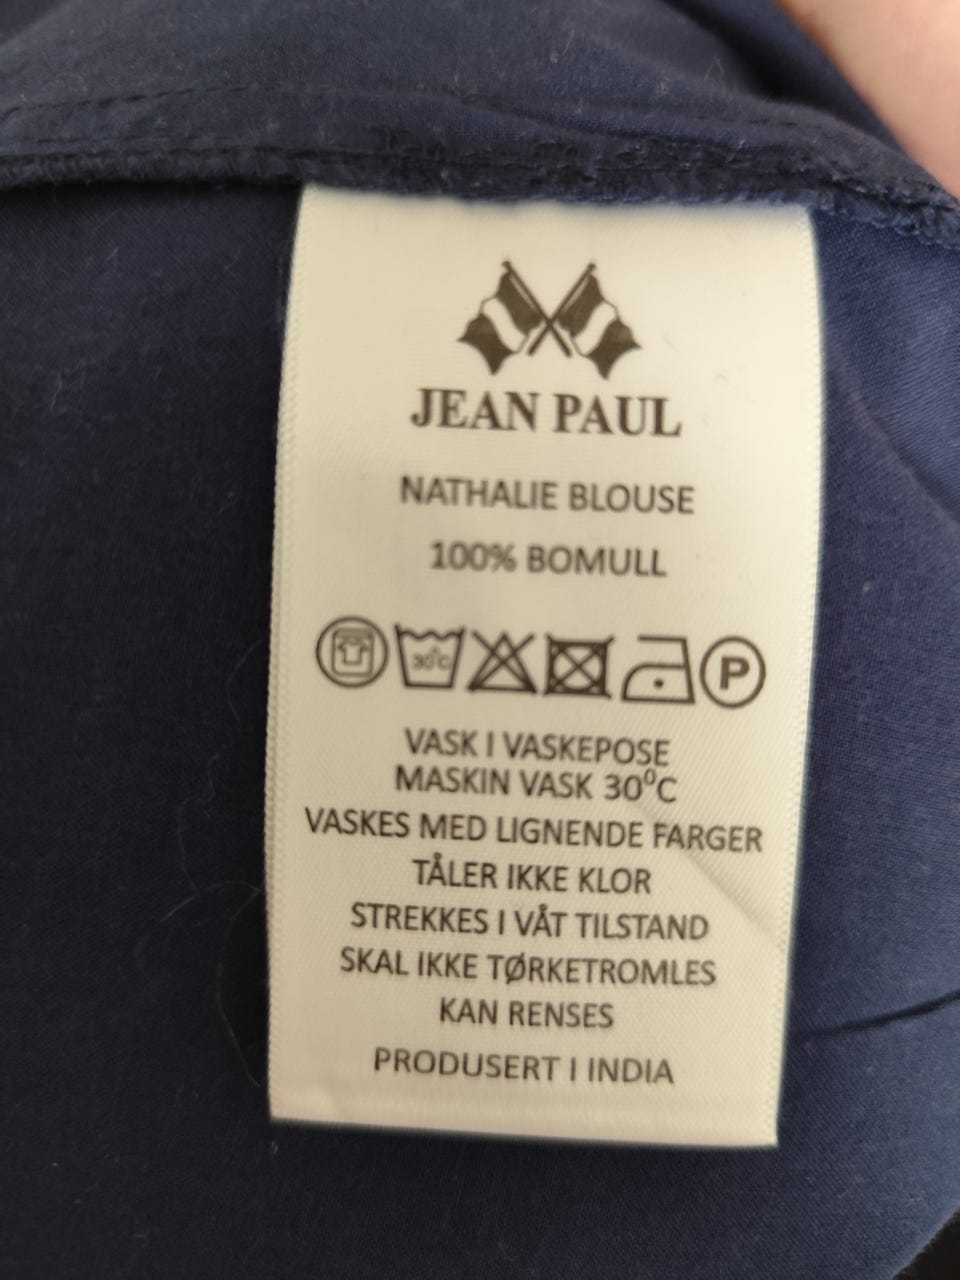 JEAN PAUL
NATHALIE BLOUSE
100% BOMULL
30°C P
VASK I VASKEPOSE
MASKIN VASK 30⁰C
VASKES MED LIGNENDE FARGER
TÅLER IKKE KLOR
STREKKES I VÅT TILSTAND
SKAL IKKE TØRKETROMLES
KAN RENSES
PRODUSERT I INDIA